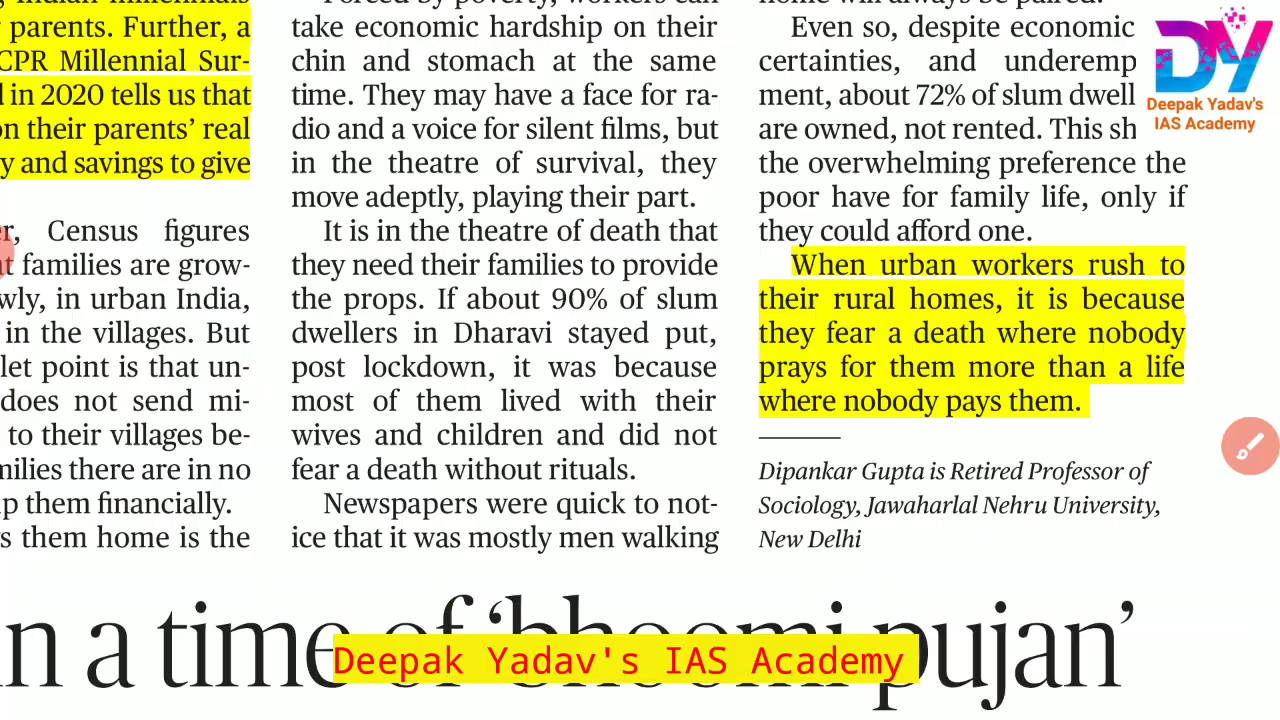 parents. Further, a
CPR Millennial Sur-
in 2020 tells us that
on their parents' real
and savings to give
Census figures
families are grow-
in urban India,
in the villages. But
point is that un-
does not send mi-
to their villages be-
there are in no
them financially.
them home is the
take economic hardship on their
chin and stomach at the same
time. They may have a face for ra-
dio and a voice for silent films, but
in the theatre of survival, they
move adeptly, playing their part.
It is in the theatre of death that
they need their families to provide
the props. If about 90% of slum
dwellers in Dharavi stayed put,
post lockdown, it was because
most of them lived with their
wives and children and did not
fear a death without rituals.
Newspapers were quick to not-
ice that it was mostly men walking
Even so, despite economic
certainties, and underemp
ment, about 72% of slum dwell
are owned, not rented. This sh
the overwhelming preference the
poor have for family life, only if
they could afford one.
When urban workers rush to
their rural homes, it is because
they fear a death where nobody
prays for them more than a life
where nobody pays them.
Dipankar Gupta is Retired Professor of
Sociology, Jawaharlal Nehru University,
New Delhi
in a time of 'bhoomi pujan'
Deepak Yadav's IAS Academy
DY
Deepak Yadav's
IAS Academy